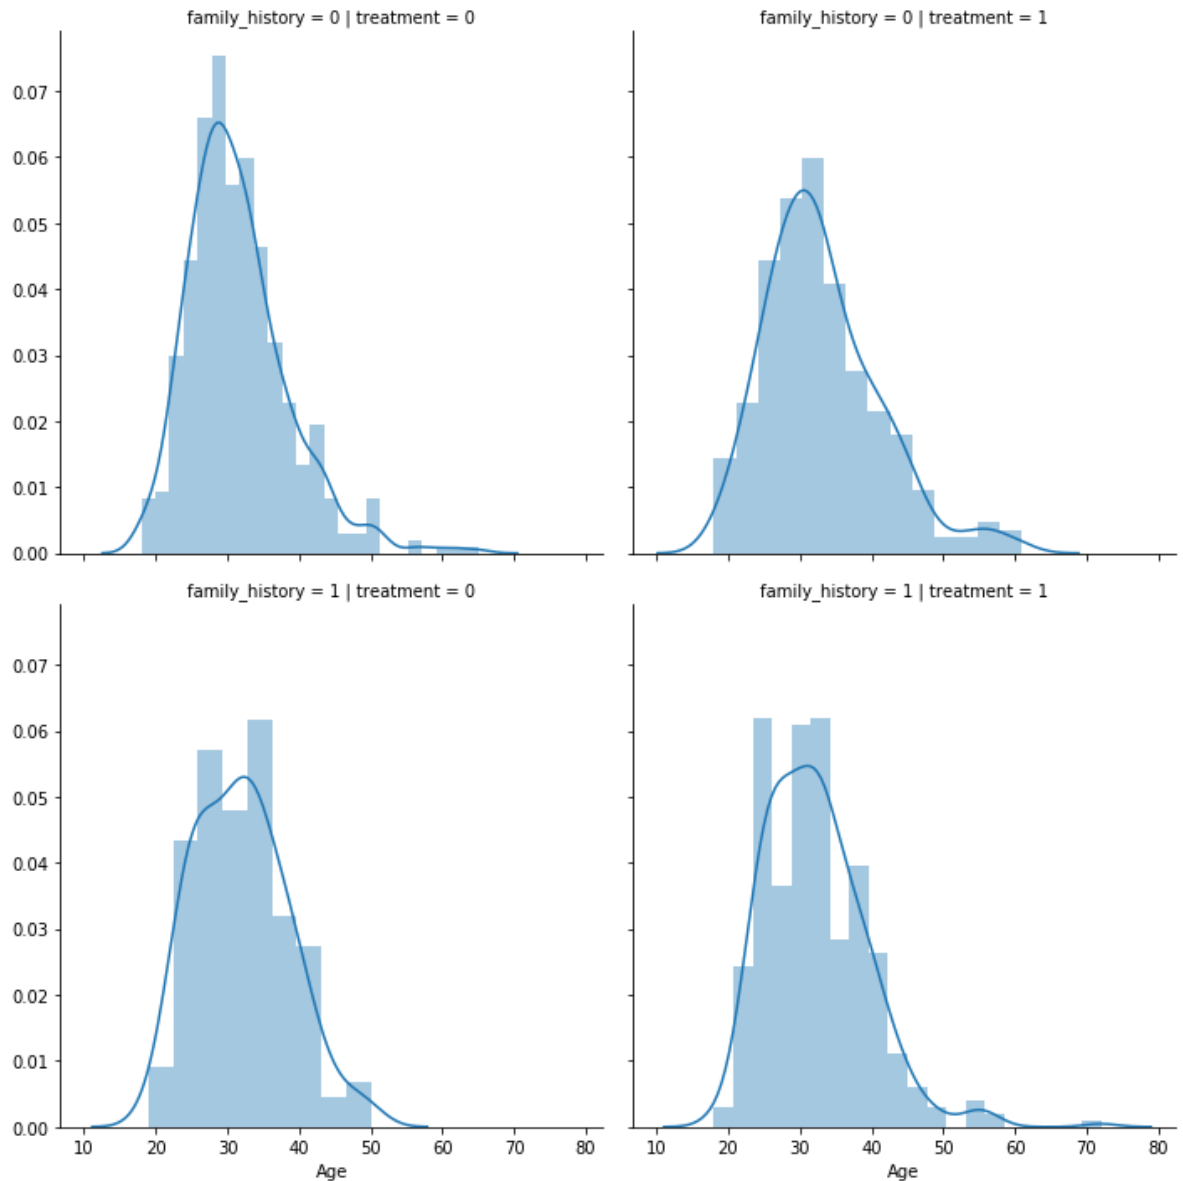 family_history = 0 | treatment = 0
family_history = 0 | treatment = 1
0.07
0.06
0.05
0.04
0.03
0.02
0.01
0.00
family_history = 1 | treatment = 0
family_history = 1 | treatment = 1
0.07
0.06
0.05
0.04
0.03
0.02
0.01
0.00
10 20 30 40 50 60 70 80
10 20 30 40 50 60 70 80
Age
Age